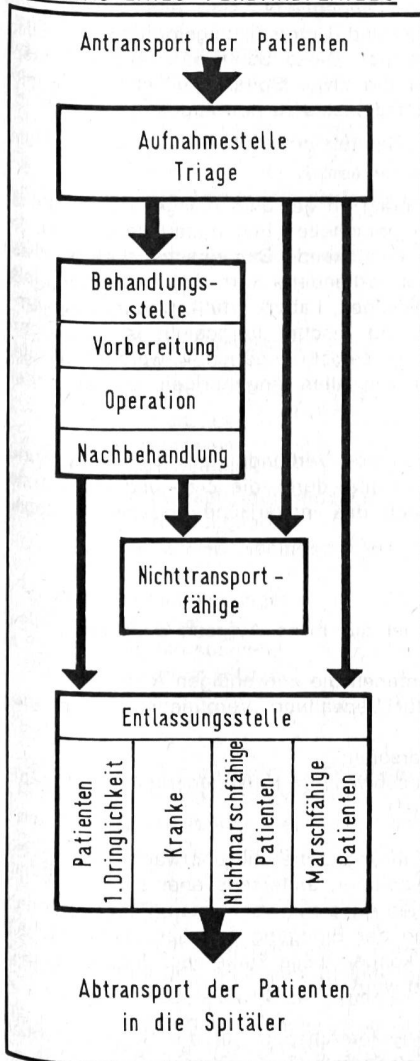 Antransport der Patienten
Aufnahmestelle
Triage
Behandlungs-
stelle
Vorbereitung
Operation
Nachbehandlung
Nichttransport-
fähige
Entlassungsstelle
Patienten
1. Dringlichkeit
Kranke
Nichtmarschfähige
Patienten
Marschfähige
Patienten
Abtransport der Patienten
in die Spitäler